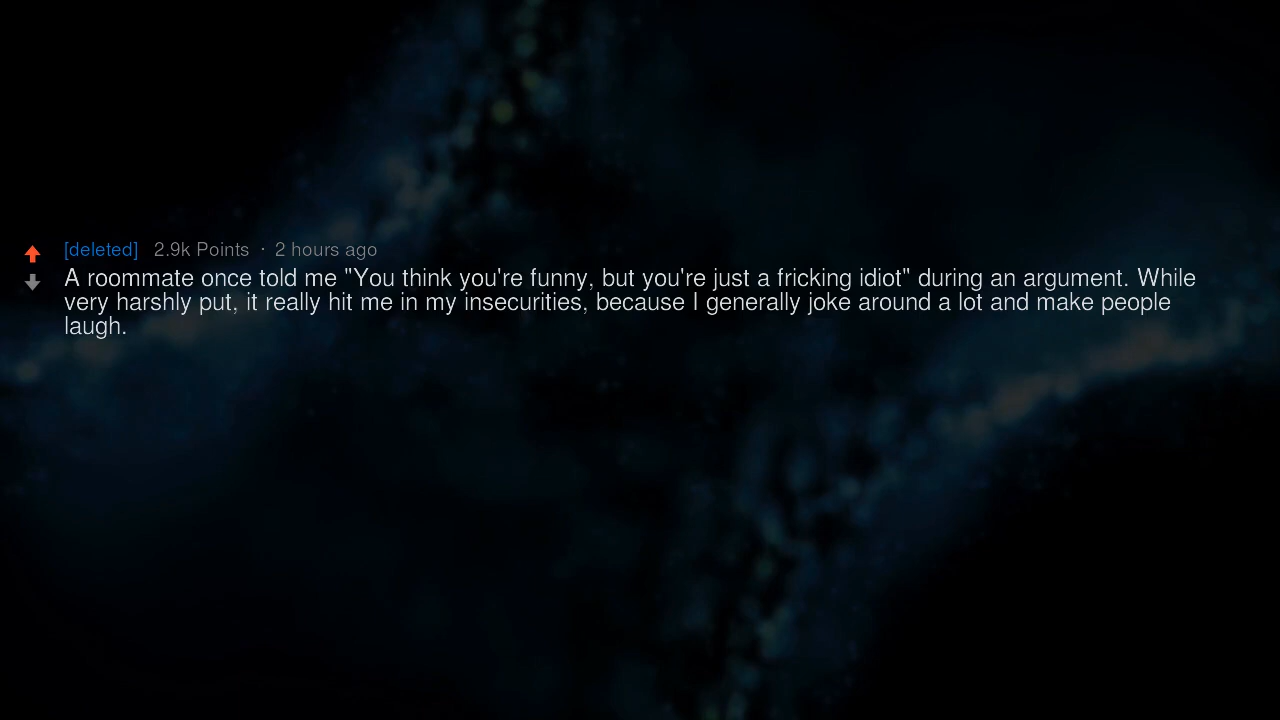 [deleted] 2.9k Points · 2 hours ago
A roommate once told me "You think you're funny, but you're just a fricking idiot" during an argument. While
very harshly put, it really hit me in my insecurities, because I generally joke around a lot and make people
laugh.